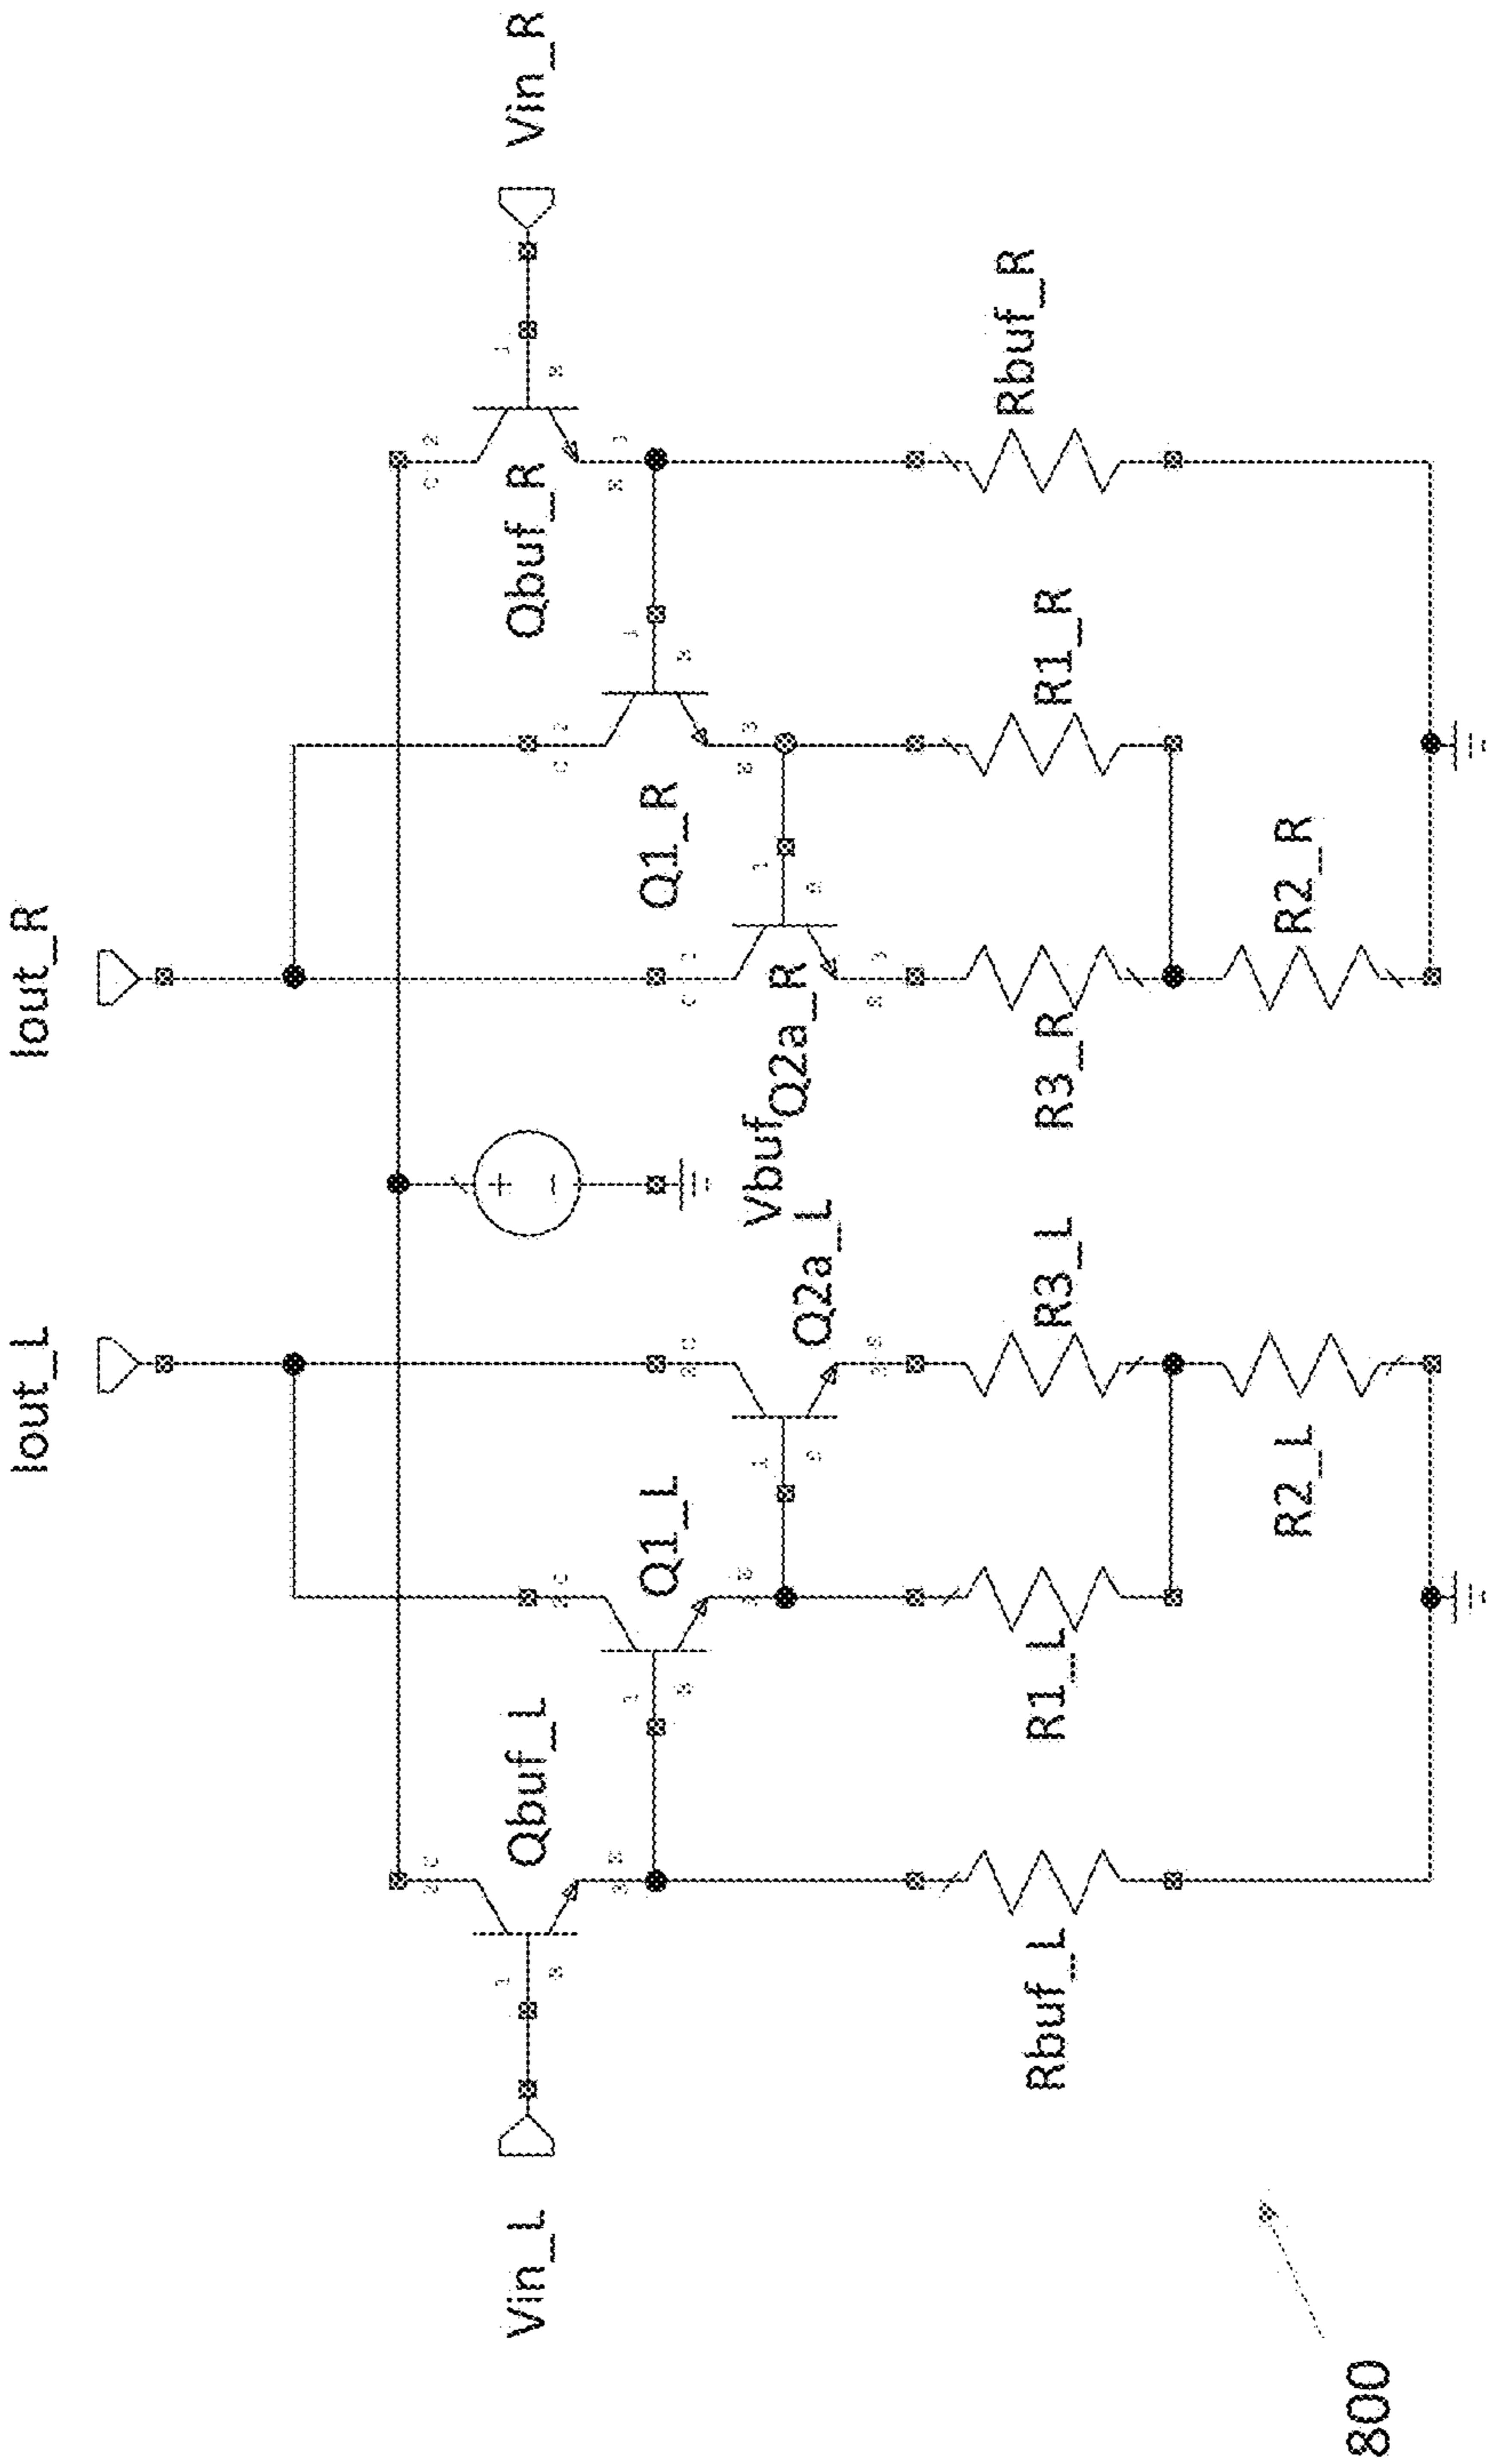 Iout_L
Iout_R
Vin_L
Qbuf_L
Qbuf_R
Vin_R
Q1_L
Q1_R
Vbuf
Q2a_L
Q2a_R
Rbuf_L
R1_L
R3_L
R3_R
R1_R
Rbuf_R
R2_L
R2_R
800